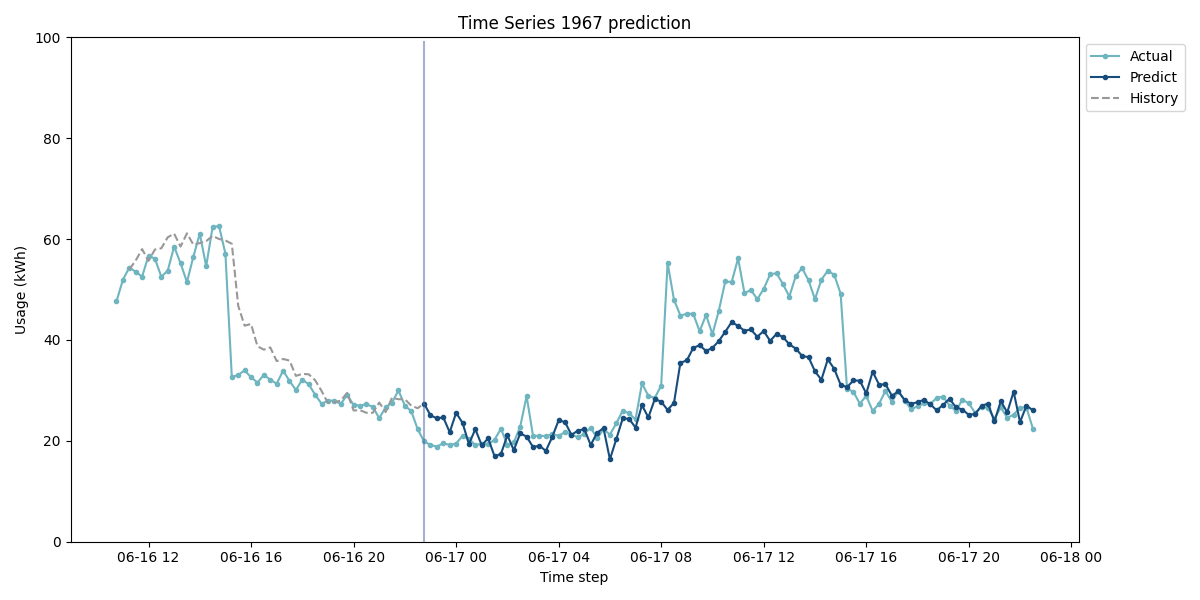 Time Series 1967 prediction
100
80
60
40
20
0
Usage (kWh)
06-16 12
06-16 16
06-16 20
06-17 00
06-17 04
06-17 08
06-17 12
06-17 16
06-17 20
06-18 00
Time step
Actual
Predict
History